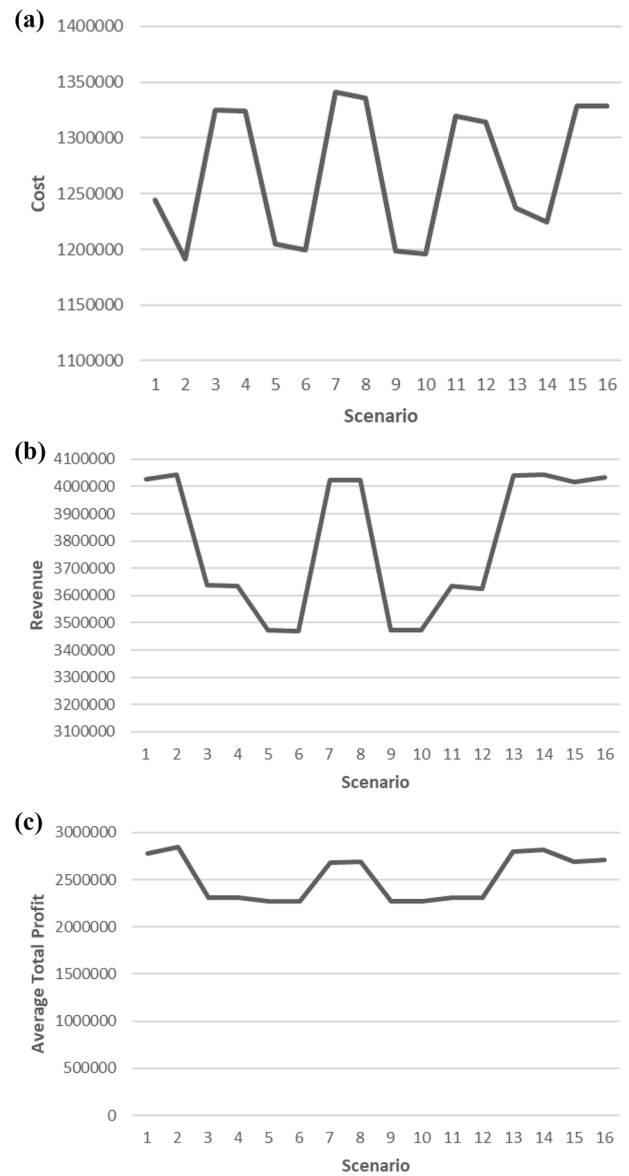 (a)
1400000
1350000
1300000
1250000
1200000
1150000
1100000
Cost
1 2 3 4 5 6 7 8 9 10 11 12 13 14 15 16
Scenario
(b)
4100000
4000000
3900000
3800000
3700000
3600000
3500000
3400000
3300000
3200000
3100000
Revenue
1 2 3 4 5 6 7 8 9 10 11 12 13 14 15 16
Scenario
(c)
3000000
2500000
2000000
1500000
1000000
500000
0
Average Total Profit
1 2 3 4 5 6 7 8 9 10 11 12 13 14 15 16
Scenario